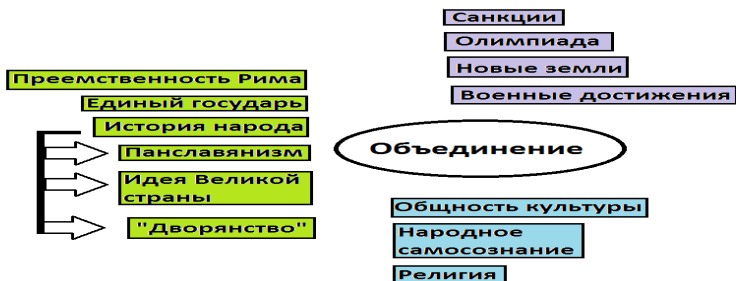 Санкции
Олимпиада
Новые земли
Военные достижения
Преемственность Рима
Единый государь
История народа
Панславянизм
Идея Великой
страны
"Дворянство"
Объединение
Общность культуры
Народное
самосознание
Религия